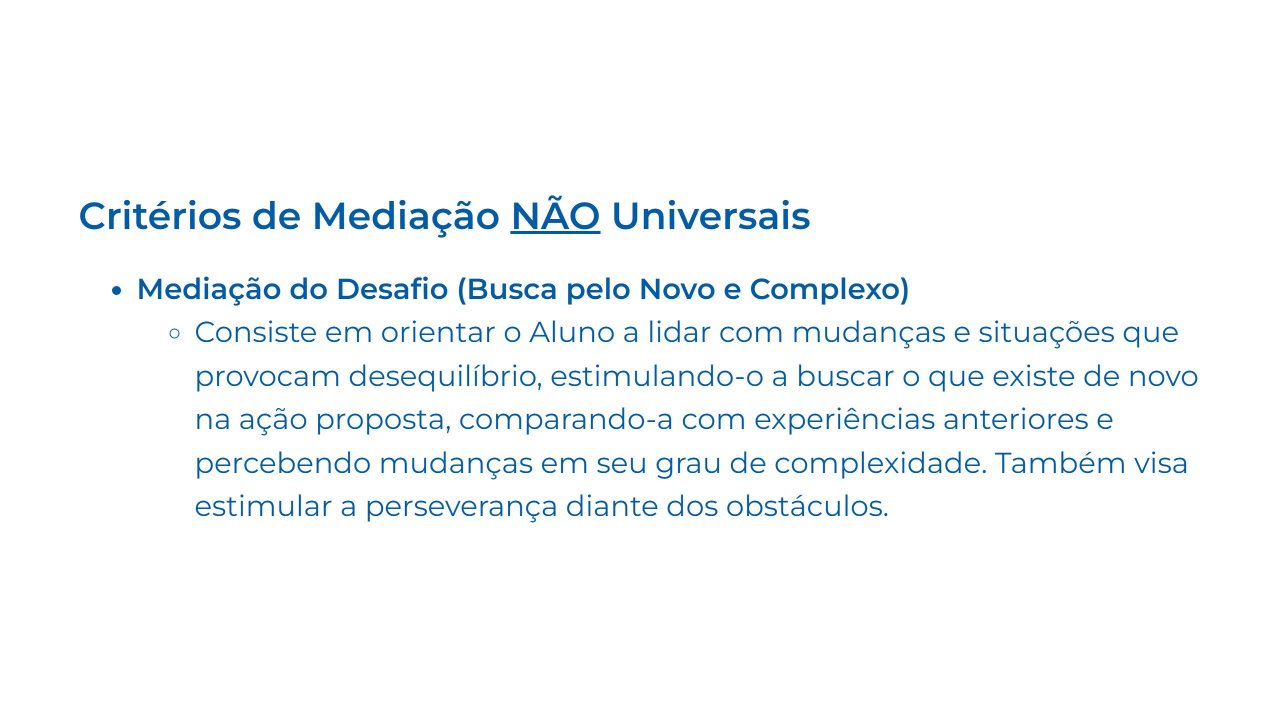 Critérios de Mediação NÃO Universais
• Mediação do Desafio (Busca pelo Novo e Complexo)
○ Consiste em orientar o Aluno a lidar com mudanças e situações que
provocam desequilíbrio, estimulando-o a buscar o que existe de novo
na ação proposta, comparando-a com experiências anteriores e
percebendo mudanças em seu grau de complexidade. Também visa
estimular a perseverança diante dos obstáculos.